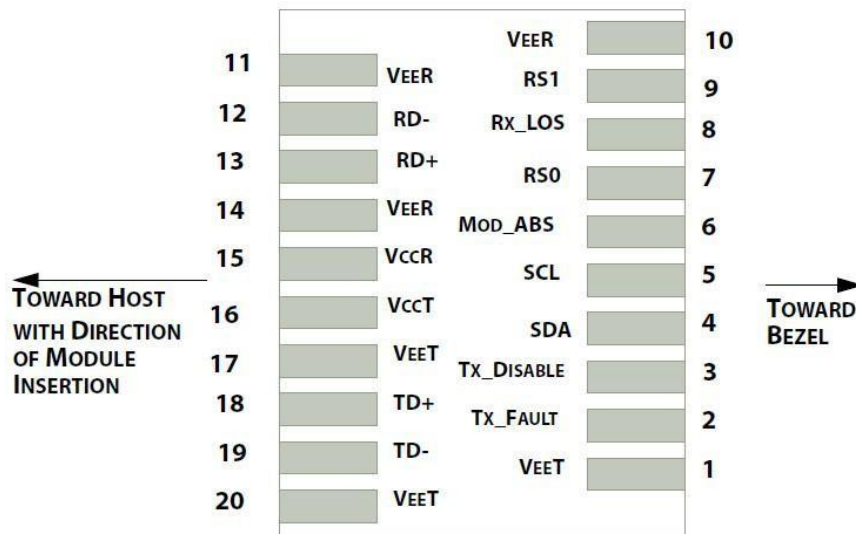 11 VEER
12 RD-
13 RD+
14 VEER
15 VCCR
16 VCCT
17 VEET
18 TD+
19 TD-
20 VEET
VEER 10
RS1 9
RX_LOS 8
RS0 7
MOD_ABS 6
SCL 5
SDA 4
TX_DISABLE 3
TX_FAULT 2
VEET 1
TOWARD HOST
WITH DIRECTION
OF MODULE
INSERTION
TOWARD
BEZEL